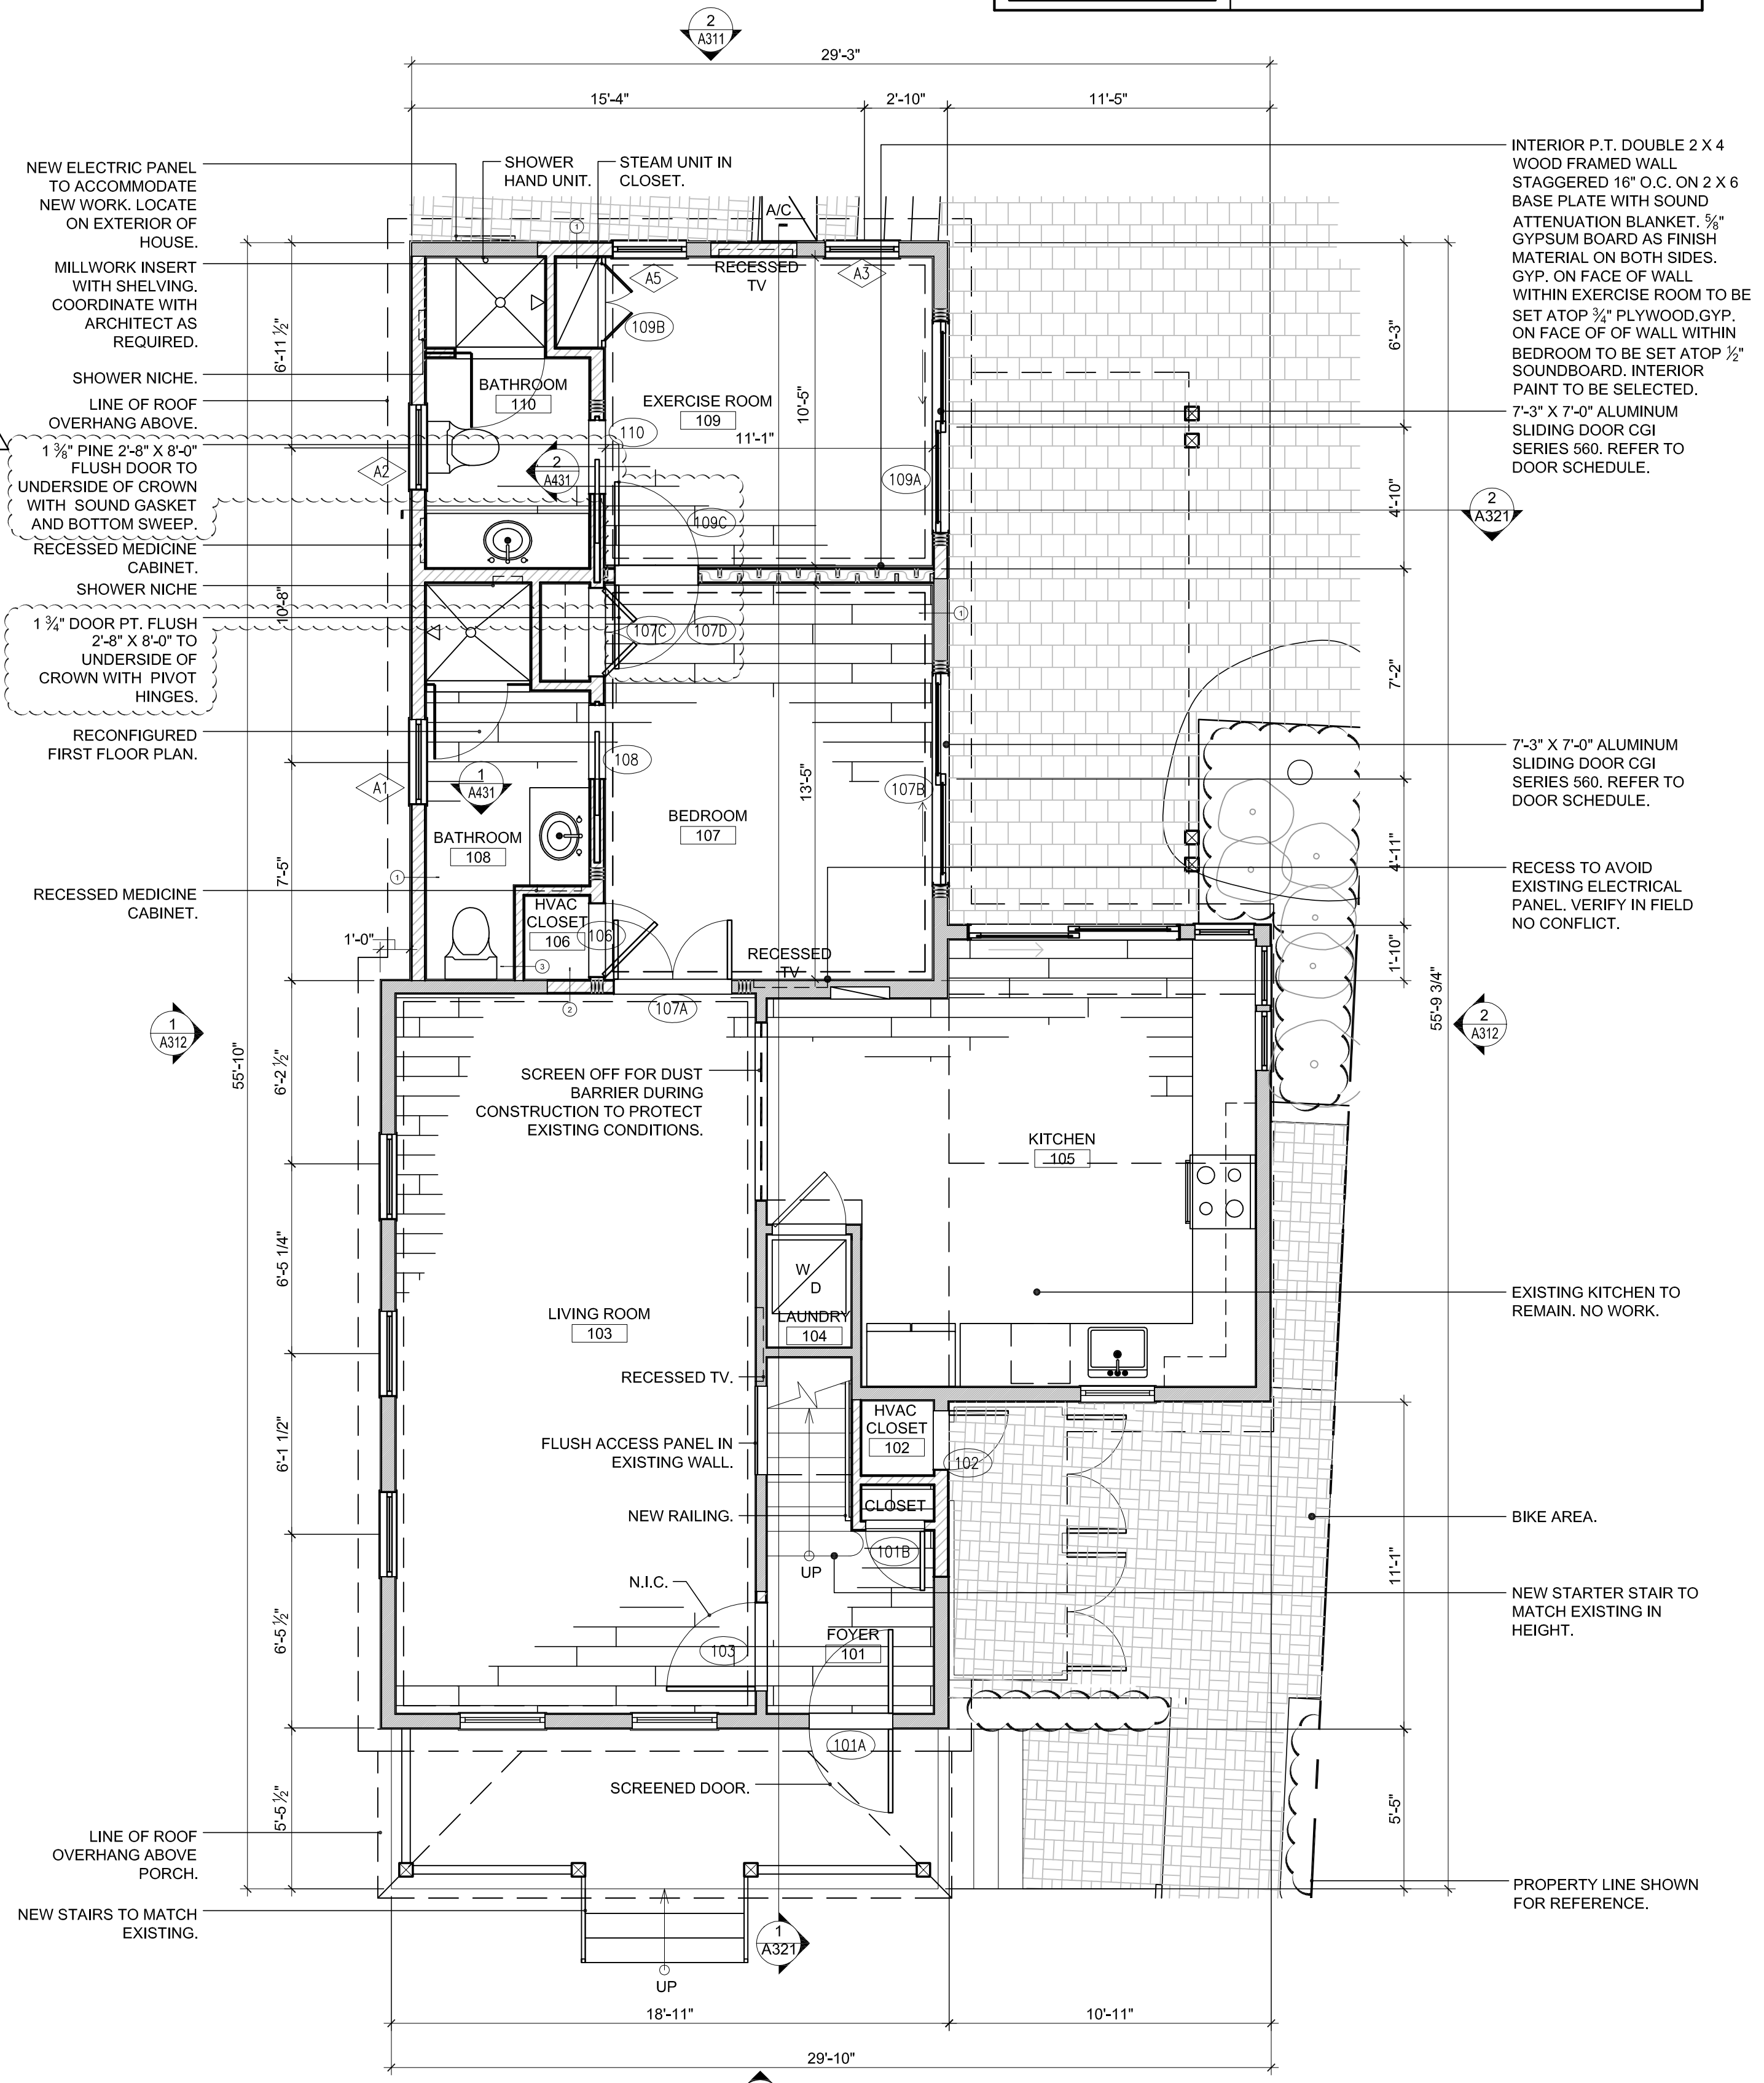 2
A311
29'-3"
15'-4"
2'-10"
11'-5"
NEW ELECTRIC PANEL
TO ACCOMMODATE
NEW WORK. LOCATE
ON EXTERIOR OF
HOUSE.
MILLWORK INSERT
WITH SHELVING.
COORDINATE WITH
ARCHITECT AS
REQUIRED.
SHOWER NICHE.
LINE OF ROOF
OVERHANG ABOVE.
1 ⅜" PINE 2'-8" X 8'-0"
FLUSH DOOR TO
UNDERSIDE OF CROWN
WITH SOUND GASKET
AND BOTTOM SWEEP.
RECESSED MEDICINE
CABINET.
SHOWER NICHE
1 ¾" DOOR PT. FLUSH
2'-8" X 8'-0" TO
UNDERSIDE OF
CROWN WITH PIVOT
HINGES.
RECONFIGURED
FIRST FLOOR PLAN.
RECESSED MEDICINE
CABINET.
1'-0"
SHOWER
HAND UNIT.
STEAM UNIT IN
CLOSET.
A/C
1
RECESSED
TV
A5
A3
109B
BATHROOM
110
EXERCISE ROOM
109
10'-5"
11'-1"
110
A2
2
A431
109A
109C
107C
107D
1
108
A1
1
A431
13'-5"
107B
BEDROOM
107
BATHROOM
108
1
HVAC
CLOSET
106
106
3
RECESSED
TV
2
107A
6'-11 ½"
10'-8"
7'-5"
6'-2 ½"
6'-5 1/4"
6'-1 1/2"
6'-5 ½"
5'-5 ½"
55'-10"
1
A312
SCREEN OFF FOR DUST
BARRIER DURING
CONSTRUCTION TO PROTECT
EXISTING CONDITIONS.
KITCHEN
105
W
D
LAUNDRY
104
LIVING ROOM
103
RECESSED TV.
FLUSH ACCESS PANEL IN
EXISTING WALL.
NEW RAILING.
HVAC
CLOSET
102
102
CLOSET
101B
UP
N.I.C.
103
FOYER
101
101A
SCREENED DOOR.
LINE OF ROOF
OVERHANG ABOVE
PORCH.
NEW STAIRS TO MATCH
EXISTING.
UP
1
A321
18'-11"
10'-11"
29'-10"
INTERIOR P.T. DOUBLE 2 X 4
WOOD FRAMED WALL
STAGGERED 16" O.C. ON 2 X 6
BASE PLATE WITH SOUND
ATTENUATION BLANKET. ⅝"
GYPSUM BOARD AS FINISH
MATERIAL ON BOTH SIDES.
GYP. ON FACE OF WALL
WITHIN EXERCISE ROOM TO BE
SET ATOP ¾" PLYWOOD.GYP.
ON FACE OF OF WALL WITHIN
BEDROOM TO BE SET ATOP ½"
SOUNDBOARD. INTERIOR
PAINT TO BE SELECTED.
7'-3" X 7'-0" ALUMINUM
SLIDING DOOR CGI
SERIES 560. REFER TO
DOOR SCHEDULE.
2
A321
7'-3" X 7'-0" ALUMINUM
SLIDING DOOR CGI
SERIES 560. REFER TO
DOOR SCHEDULE.
RECESS TO AVOID
EXISTING ELECTRICAL
PANEL. VERIFY IN FIELD
NO CONFLICT.
2
A312
EXISTING KITCHEN TO
REMAIN. NO WORK.
BIKE AREA.
NEW STARTER STAIR TO
MATCH EXISTING IN
HEIGHT.
PROPERTY LINE SHOWN
FOR REFERENCE.
6'-3"
4'-10"
7'-2"
4'-11"
1'-10"
55'-9 3/4"
11'-1"
5'-5"